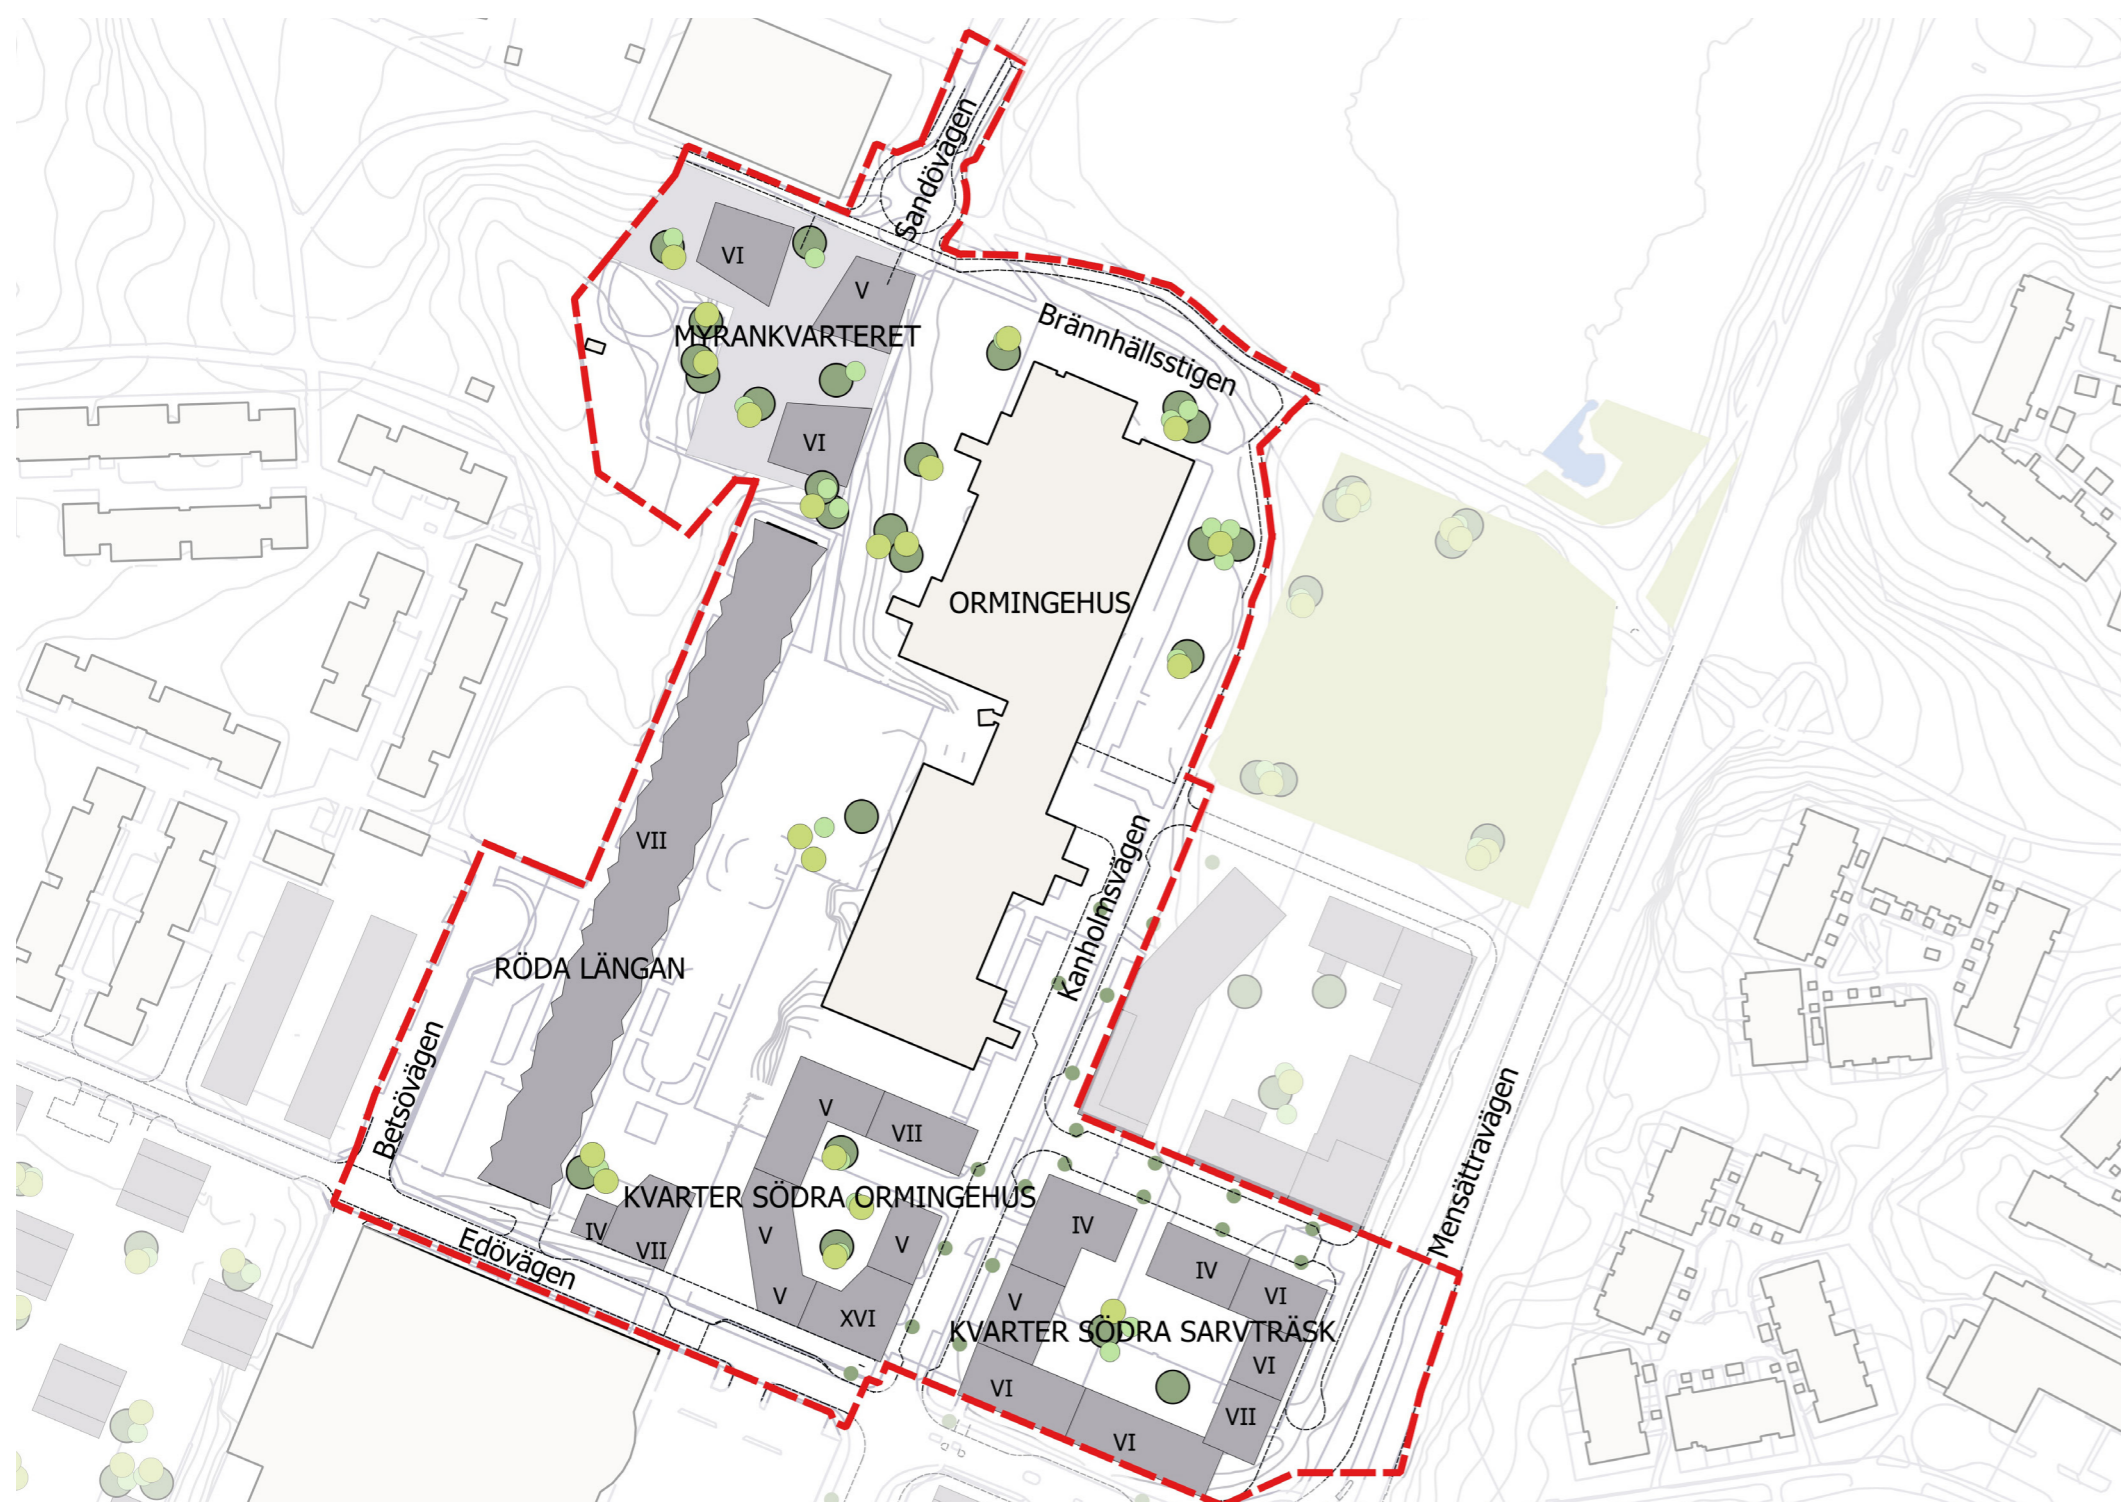 Sandövägen
VI
V
MYRANKVARTERET
Brännhällsstigen
VI
ORMINGEHUS
VII
Kanholmsvägen
RÖDA LÄNGAN
Betsövägen
V
VII
Mensättravägen
KVARTER SÖDRA ORMINGEHUS
IV
VII
V
V
IV
Edövägen
IV
VI
V
XVI
V
KVARTER SÖDRA SARVTRÄSK
VI
VI
VII
VI